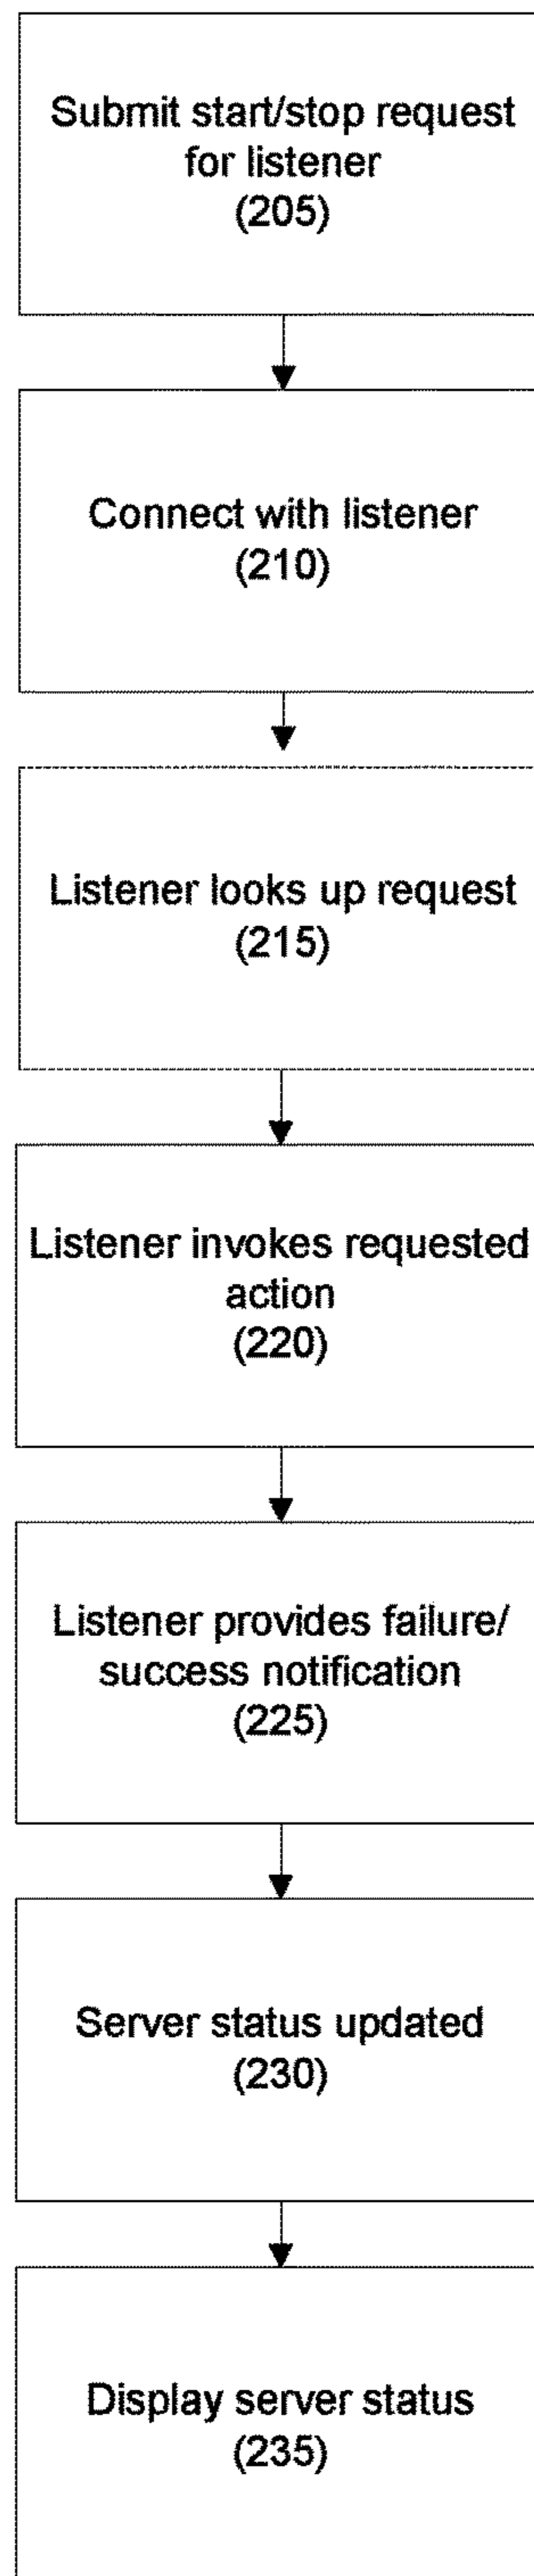 Submit start/stop request
for listener
(205)
Connect with listener
(210)
Listener looks up request
(215)
Listener invokes requested
action
(220)
Listener provides failure/
success notification
(225)
Server status updated
(230)
Display server status
(235)